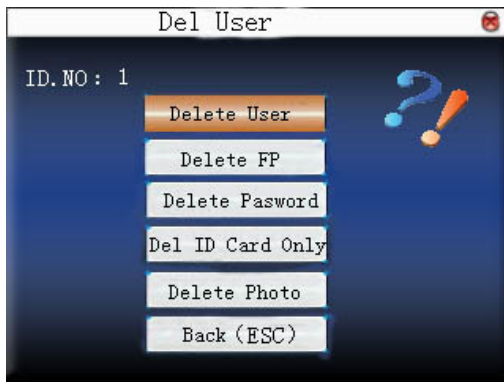 Del User
ID.NO: 1
Delete User
Delete FP
Delete Pasword
Del ID Card Only
Delete Photo
Back (ESC)